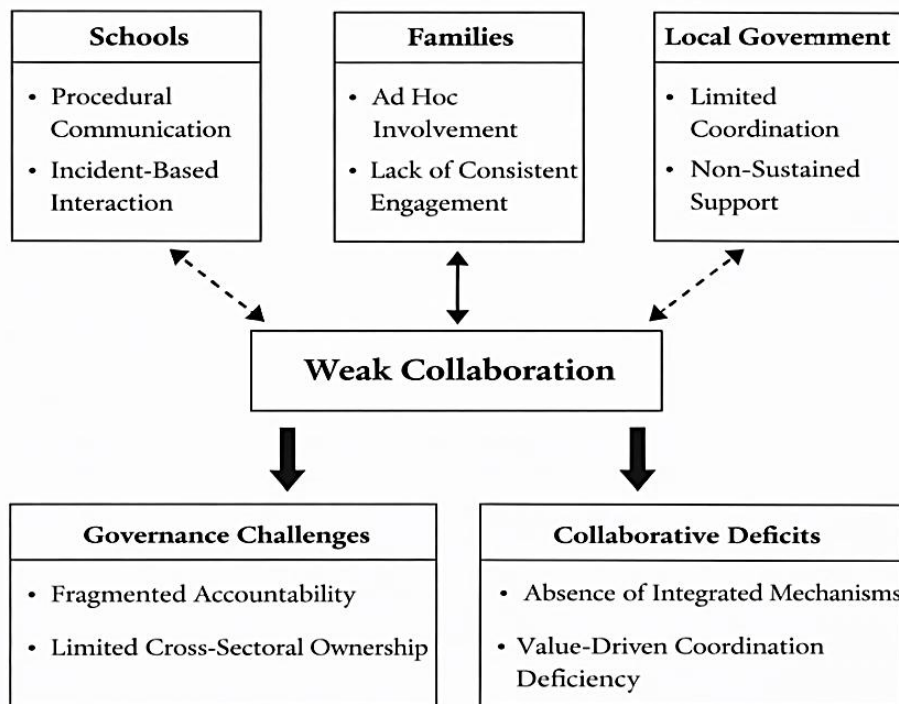 Schools
• Procedural
Communication
• Incident-Based
Interaction
Families
• Ad Hoc
Involvement
• Lack of Consistent
Engagement
Local Government
• Limited
Coordination
• Non-Sustained
Support
Weak Collaboration
Governance Challenges
• Fragmented Accountability
• Limited Cross-Sectoral Ownership
Collaborative Deficits
• Absence of Integrated Mechanisms
• Value-Driven Coordination
Deficiency